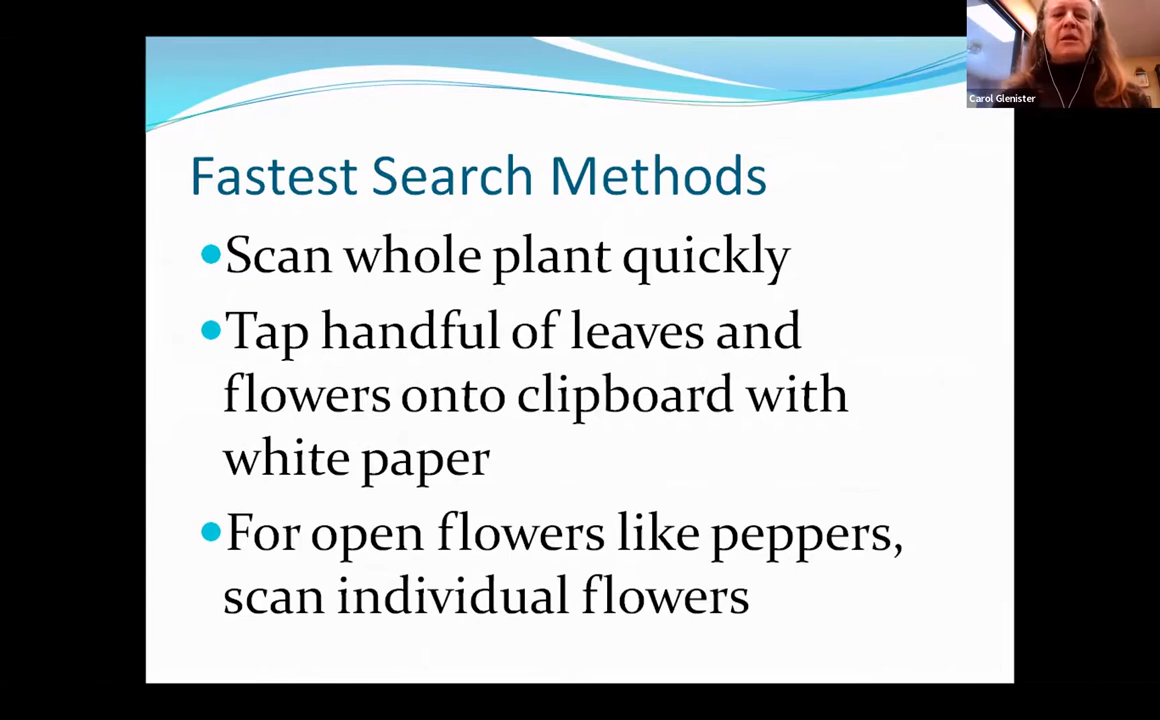 Carol Glenister
Fastest Search Methods
•Scan whole plant quickly
•Tap handful of leaves and
flowers onto clipboard with
white paper
•For open flowers like peppers,
scan individual flowers